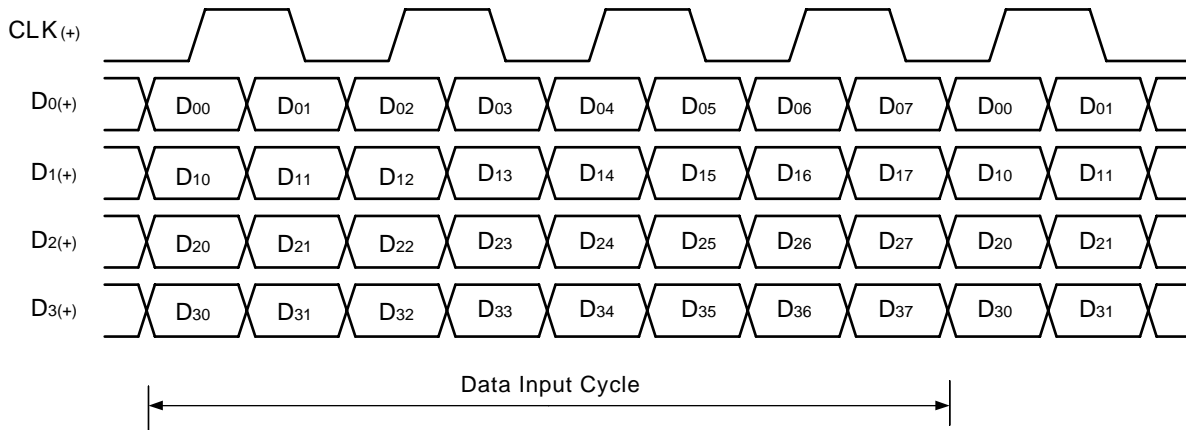 CLK(+)
D0(+) D00 D01 D02 D03 D04 D05 D06 D07 D00 D01
D1(+) D10 D11 D12 D13 D14 D15 D16 D17 D10 D11
D2(+) D20 D21 D22 D23 D24 D25 D26 D27 D20 D21
D3(+) D30 D31 D32 D33 D34 D35 D36 D37 D30 D31
Data Input Cycle